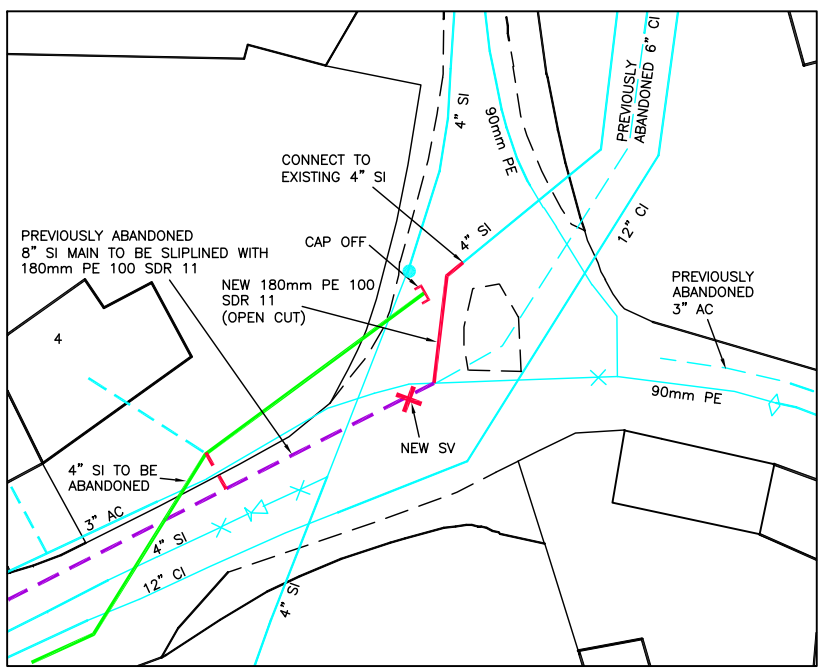 4” SI
90mm PE
PREVIOUSLY
ABANDONED 6” CI
CONNECT TO
EXISTING 4” SI
4” SI
12” CI
PREVIOUSLY ABANDONED
8” SI MAIN TO BE SLIPLINED WITH
180mm PE 100 SDR 11
CAP OFF
NEW 180mm PE 100
SDR 11
(OPEN CUT)
PREVIOUSLY
ABANDONED
3” AC
4
90mm PE
NEW SV
4” SI TO BE
ABANDONED
3” AC
4” SI
12” CI
4” SI